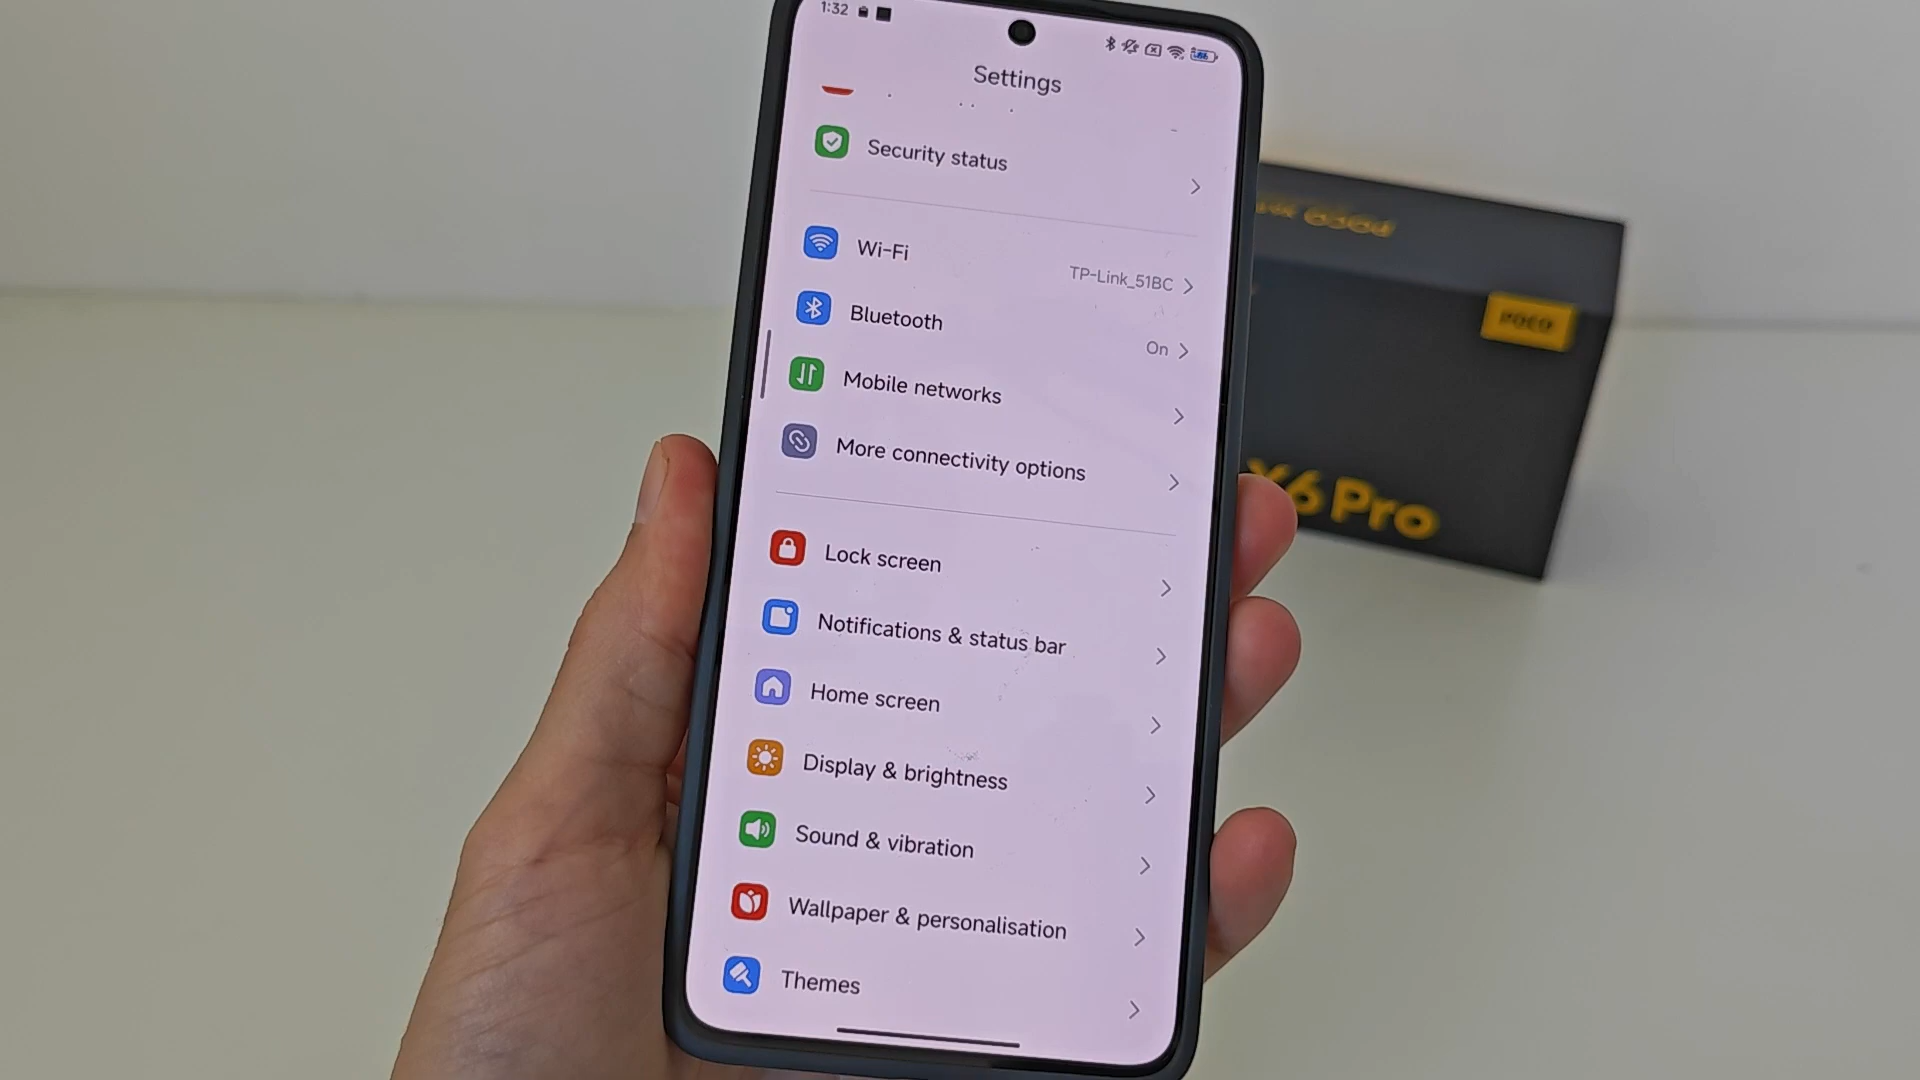 1:32
Settings
Security status
Wi-Fi
TP-Link_51BC
Bluetooth
On
Mobile networks
More connectivity options
Lock screen
Notifications & status bar
Home screen
Display & brightness
Sound & vibration
Wallpaper & personalisation
Themes
POCO
X6 Pro